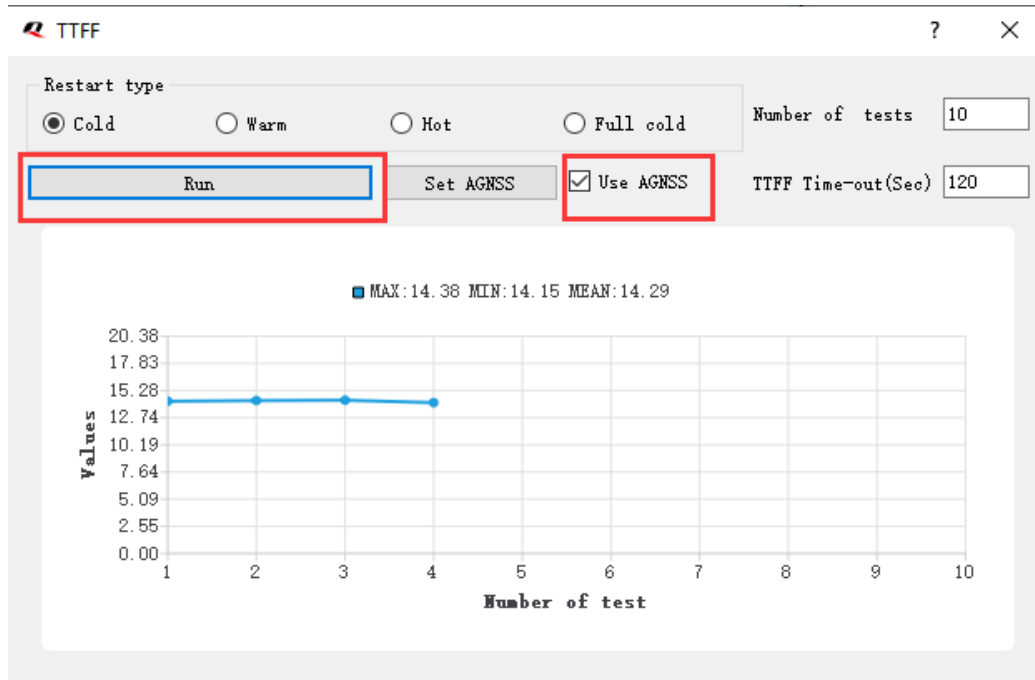 TTFF ?
Restart type
Cold Warm Hot Full cold
Number of tests 10
Run Set AGNSS Use AGNSS
TTFF Time-out(Sec) 120
MAX:14.38 MIN:14.15 MEAN:14.29
20.38
17.83
15.28
12.74
10.19
7.64
5.09
2.55
0.00
Values
1 2 3 4 5 6 7 8 9 10
Number of test